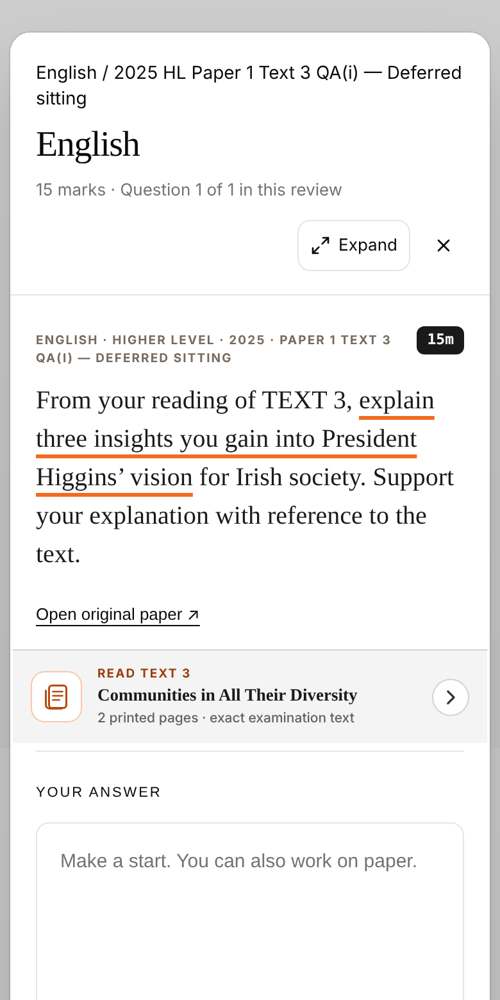 English / 2025 HL Paper 1 Text 3 QA(i) — Deferred
sitting
English
15 marks · Question 1 of 1 in this review
Expand
ENGLISH · HIGHER LEVEL · 2025 · PAPER 1 TEXT 3
QA(I) — DEFERRED SITTING
15m
From your reading of TEXT 3, explain
three insights you gain into President
Higgins’ vision for Irish society. Support
your explanation with reference to the
text.
Open original paper ↗
READ TEXT 3
Communities in All Their Diversity
2 printed pages · exact examination text
YOUR ANSWER
Make a start. You can also work on paper.